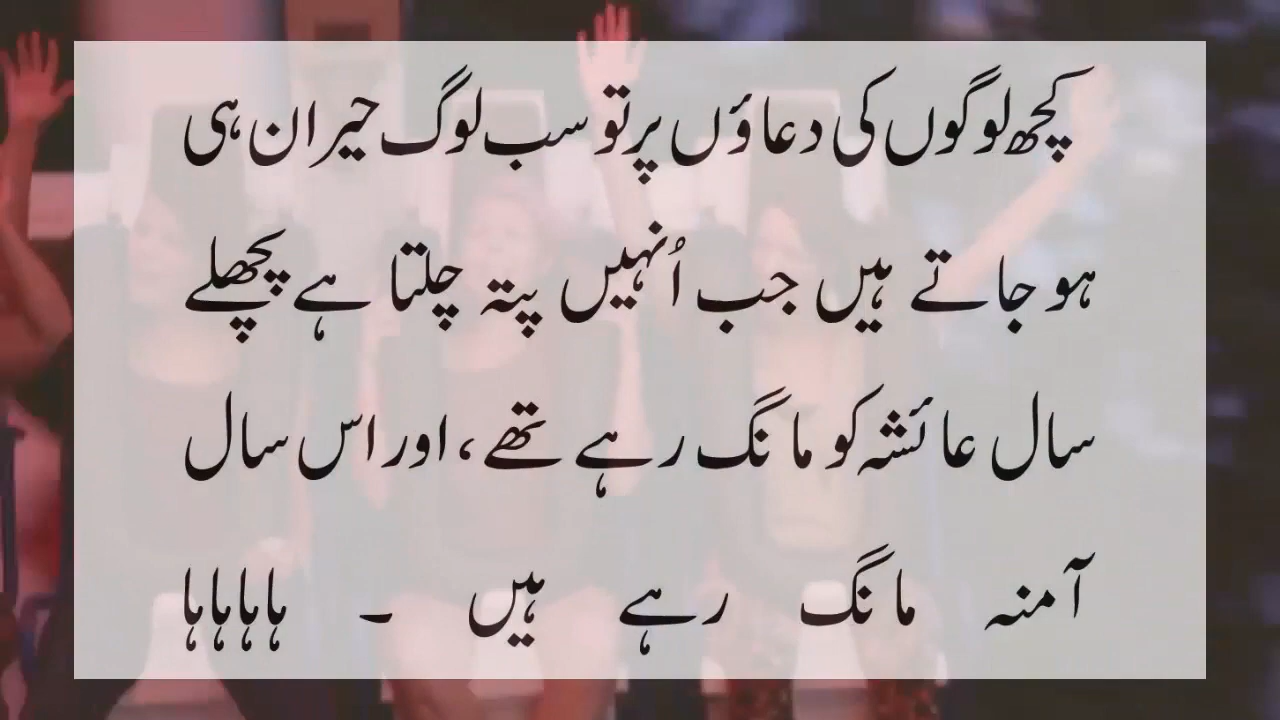 کچھ لوگوں کی دعاؤں پر تو سب لوگ حیران ہی
ہو جاتے ہیں جب اُنہیں پتہ چلتا ہے پچھلے
سال عائشہ کو مانگ رہے تھے، اور اس سال
آمنہ مانگ رہے ہیں ۔ ہاہاہاہا